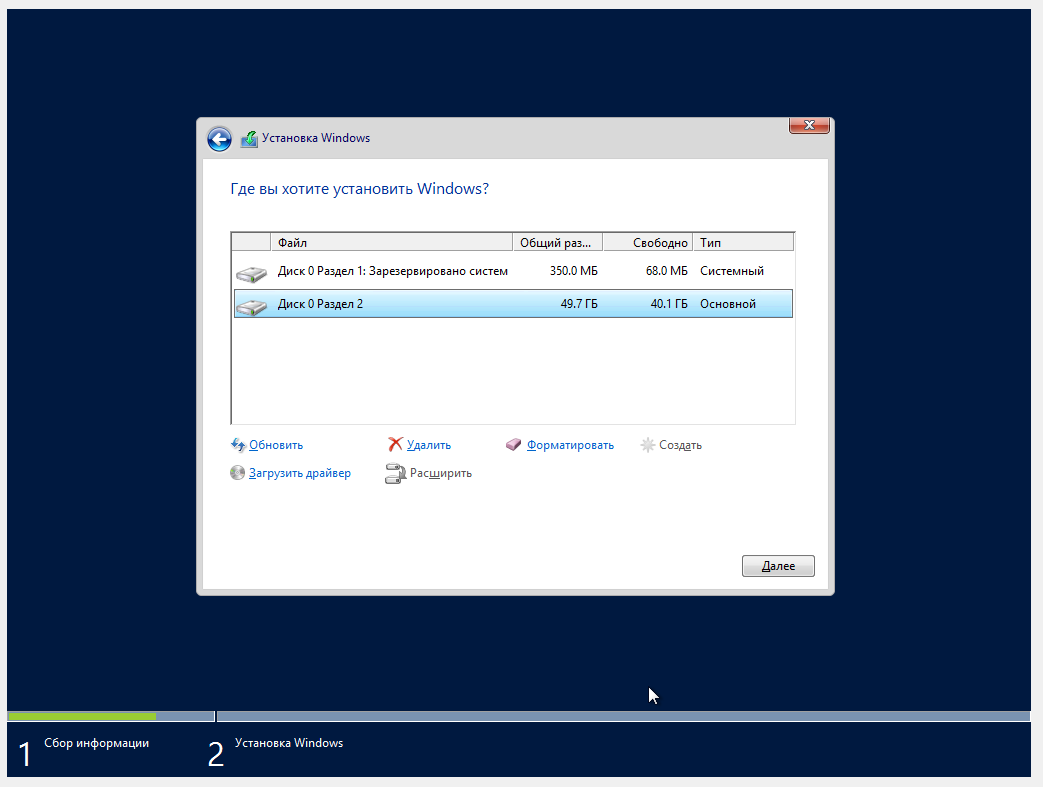 Установка Windows
Где вы хотите установить Windows?
Файл Общий раз... Свободно Тип
Диск 0 Раздел 1: Зарезервировано систем 350.0 МБ 68.0 МБ Системный
Диск 0 Раздел 2 49.7 ГБ 40.1 ГБ Основной
Обновить Удалить Форматировать Создать
Загрузить драйвер Расширить
Далее
1 Сбор информации 2 Установка Windows